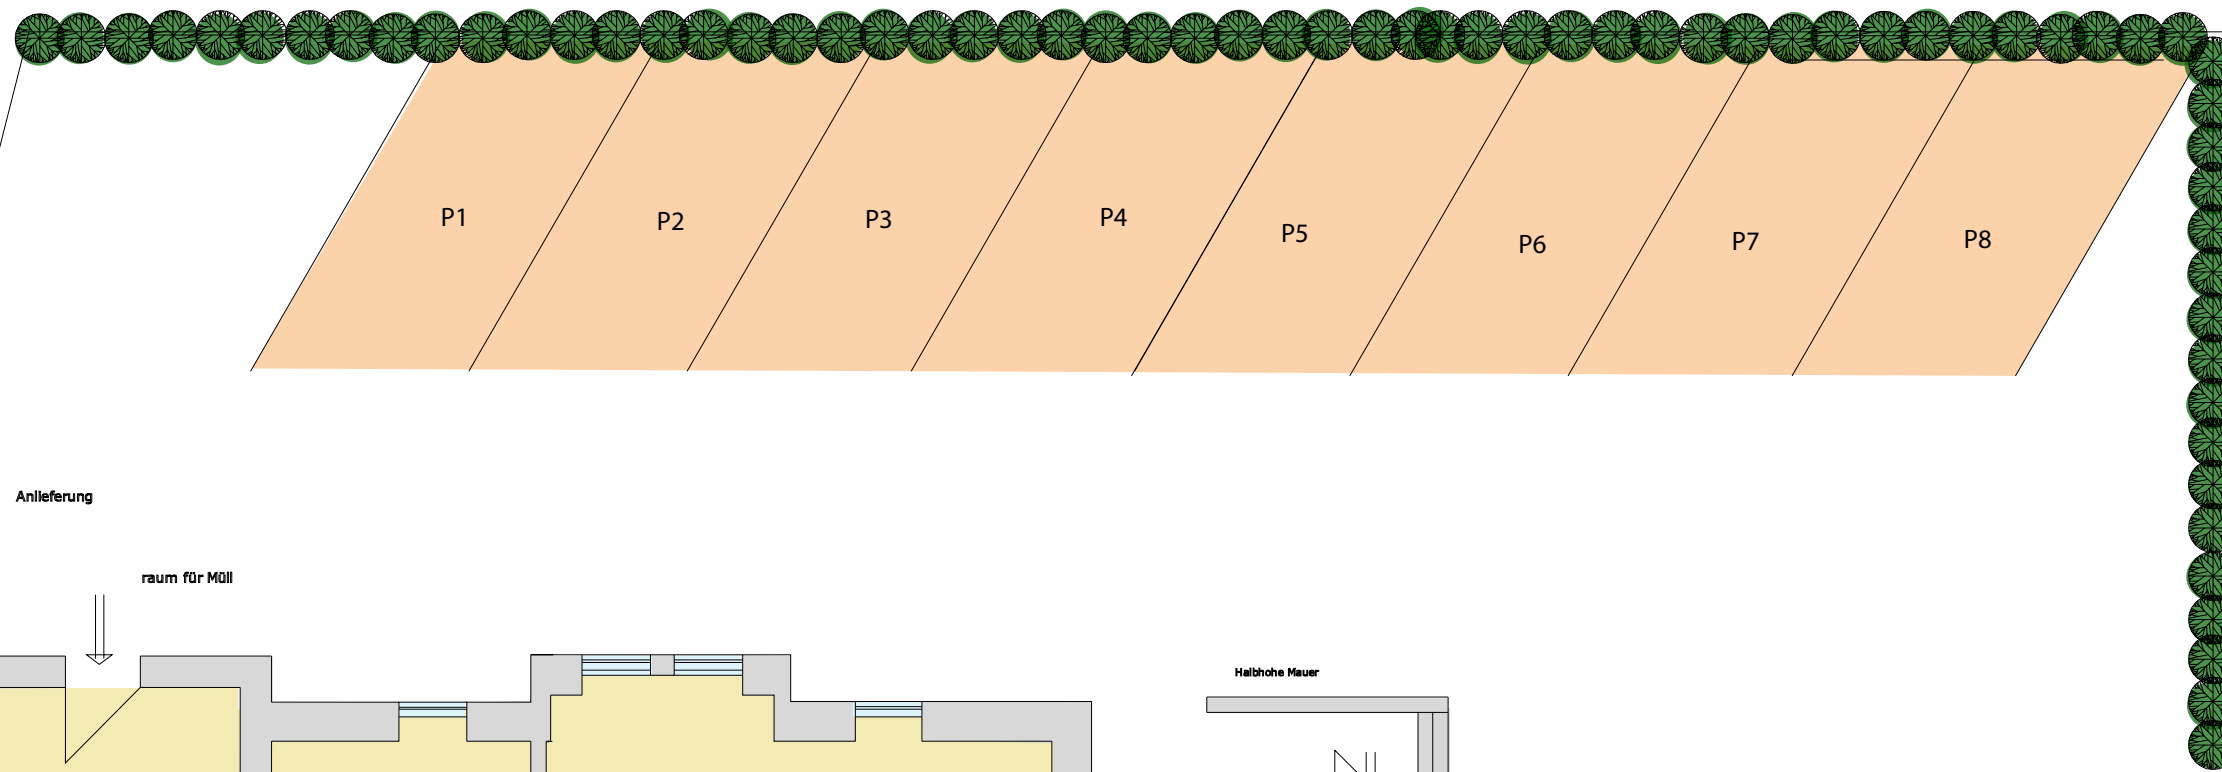 P1
P2
P3
P4
P5
P6
P7
P8
Anlieferung
raum für Müll
Halbhohe Mauer